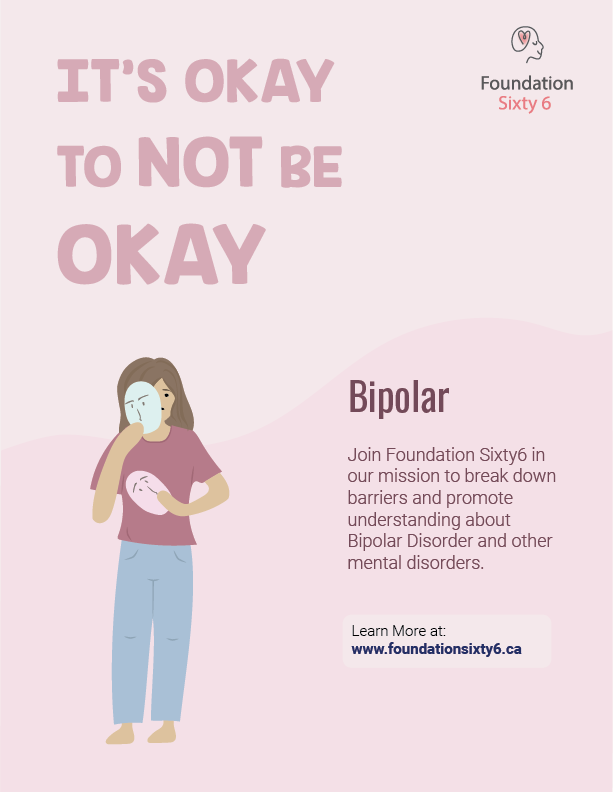 IT'S OKAY
TO NOT BE
OKAY
Foundation
Sixty 6
Bipolar
Join Foundation Sixty6 in
our mission to break down
barriers and promote
understanding about
Bipolar Disorder and other
mental disorders.
Learn More at:
www.foundationsixty6.ca